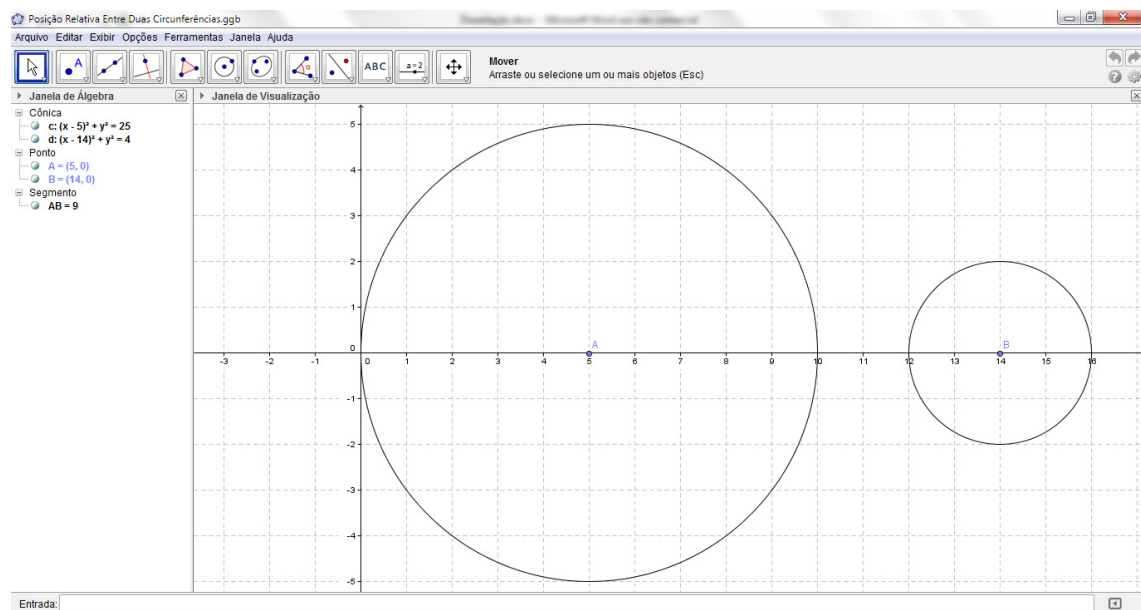 Posição Relativa Entre Duas Circunferências.ggb
Arquivo Editar Exibir Opções Ferramentas Janela Ajuda
A
α
ABC
a = 2
Mover
Arraste ou selecione um ou mais objetos (Esc)
Janela de Álgebra
Janela de Visualização
Cônica
c: (x - 5)² + y² = 25
d: (x - 14)² + y² = 4
Ponto
A = (5, 0)
B = (14, 0)
Segmento
AB = 9
5
4
3
2
1
0
A
B
-3 -2 -1 0 1 2 3 4 5 6 7 8 9 10 11 12 13 14 15 16
-1
-2
-3
-4
-5
Entrada: